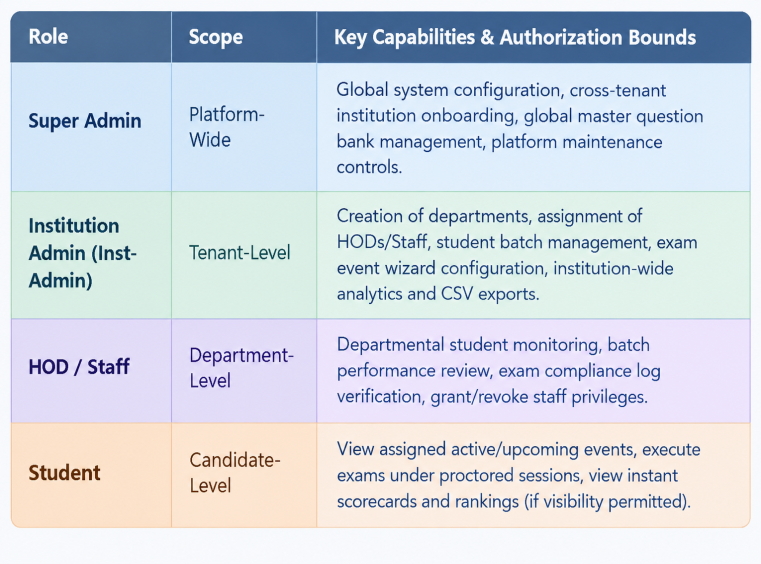 Role
Scope
Key Capabilities & Authorization Bounds
Super Admin
Platform-
Wide
Global system configuration, cross-tenant
institution onboarding, global master question
bank management, platform maintenance
controls.
Institution
Admin (Inst-
Admin)
Tenant-Level
Creation of departments, assignment of
HODs/Staff, student batch management, exam
event wizard configuration, institution-wide
analytics and CSV exports.
HOD / Staff
Department-
Level
Departmental student monitoring, batch
performance review, exam compliance log
verification, grant/revoke staff privileges.
Student
Candidate-
Level
View assigned active/upcoming events, execute
exams under proctored sessions, view instant
scorecards and rankings (if visibility permitted).